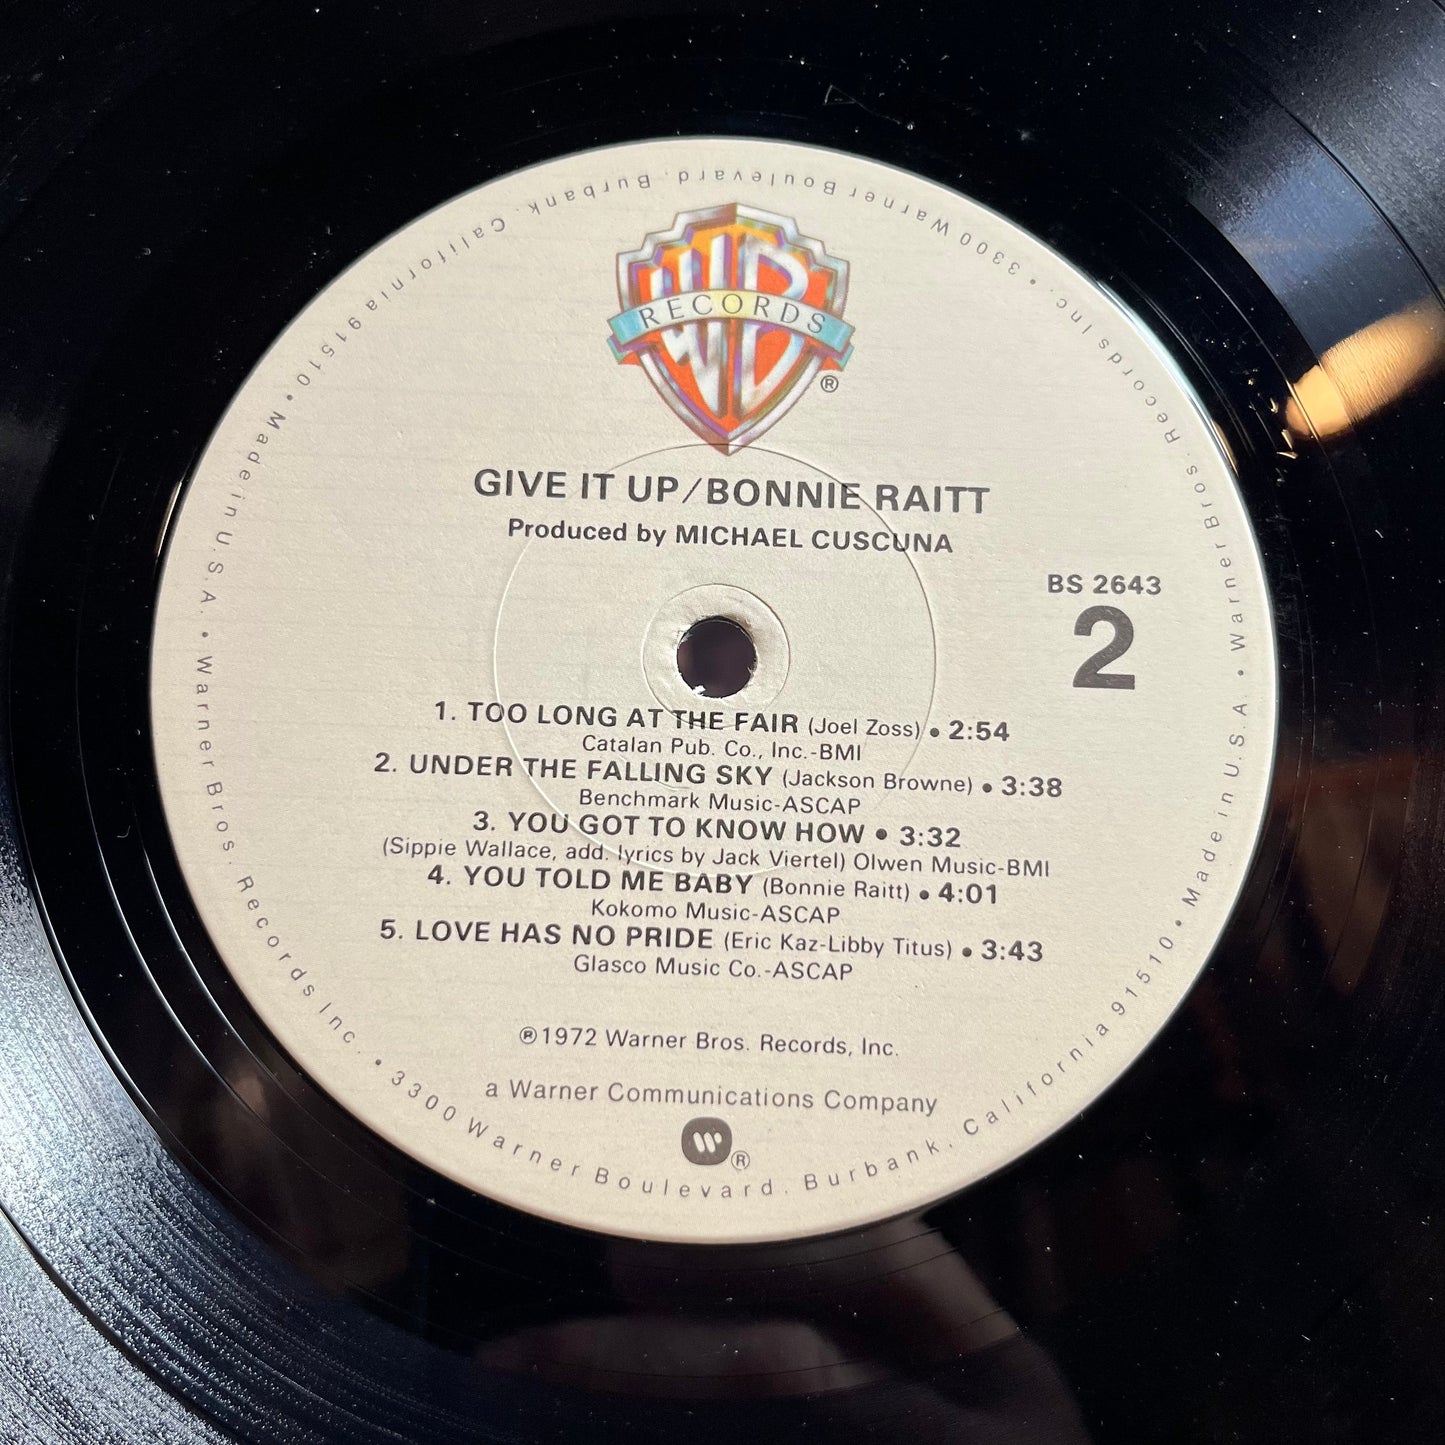 WB
RECORDS
®
GIVE IT UP/BONNIE RAITT
Produced by MICHAEL CUSCUNA
BS 2643
2
1. TOO LONG AT THE FAIR (Joel Zoss) • 2:54
Catalan Pub. Co., Inc.-BMI
2. UNDER THE FALLING SKY (Jackson Browne) • 3:38
Benchmark Music-ASCAP
3. YOU GOT TO KNOW HOW • 3:32
(Sippie Wallace, add. lyrics by Jack Viertel) Olwen Music-BMI
4. YOU TOLD ME BABY (Bonnie Raitt) • 4:01
Kokomo Music-ASCAP
5. LOVE HAS NO PRIDE (Eric Kaz-Libby Titus) • 3:43
Glasco Music Co.-ASCAP
℗1972 Warner Bros. Records, Inc.
a Warner Communications Company
W ®
Warner Bros. Records Inc. • 3300 Warner Boulevard. Burbank. California 91510 • Made in U.S.A. • Warner Bros. Records Inc. • 3300 Warner Boulevard. Burbank. California 91510 • Made in U.S.A. •